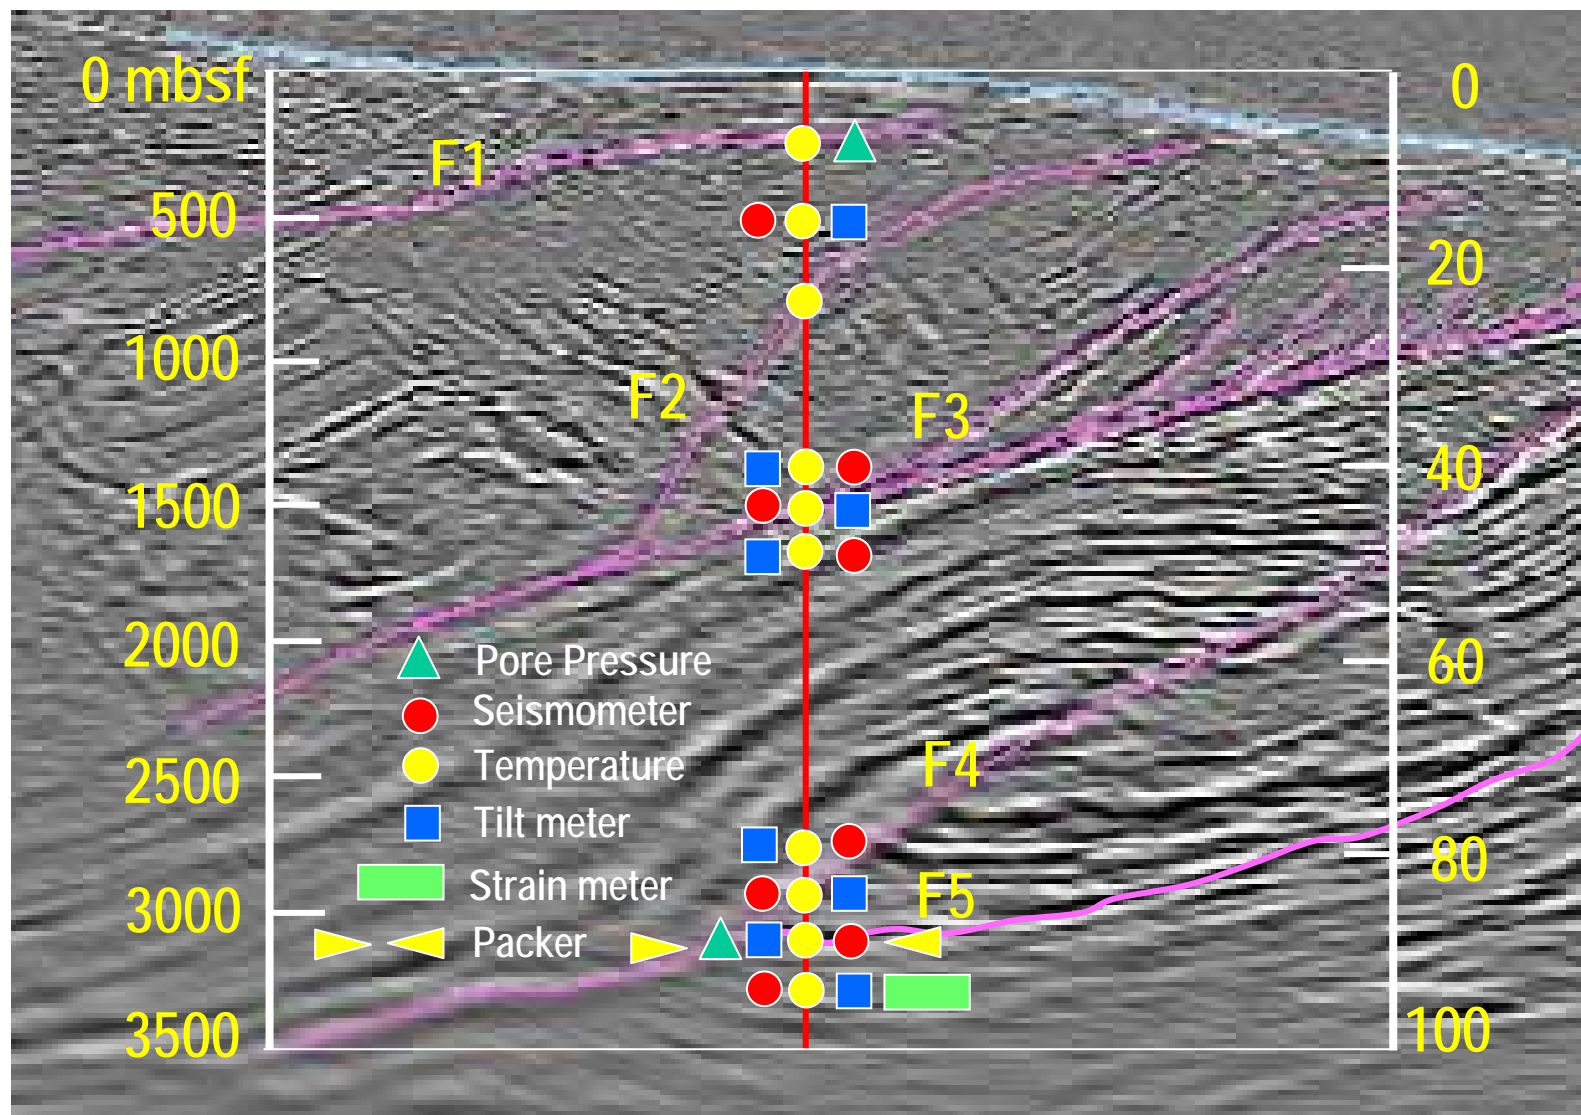 0 mbsf
0
F1
500
20
1000
F2
F3
40
1500
2000
Pore Pressure
60
Seismometer
Temperature
F4
2500
Tilt meter
80
Strain meter
F5
3000
Packer
3500
100